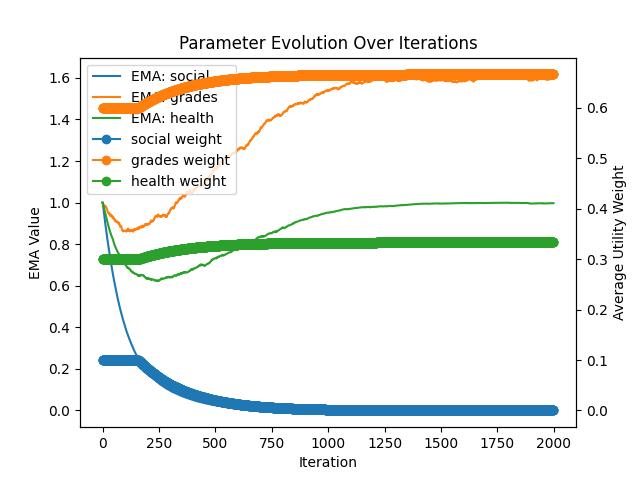 Parameter Evolution Over Iterations
EMA: social
EMA: grades
EMA: health
social weight
grades weight
health weight
EMA Value
1.6
1.4
1.2
1.0
0.8
0.6
0.4
0.2
0.0
0.6
0.5
0.4
0.3
0.2
0.1
0.0
Average Utility Weight
0 250 500 750 1000 1250 1500 1750 2000
Iteration